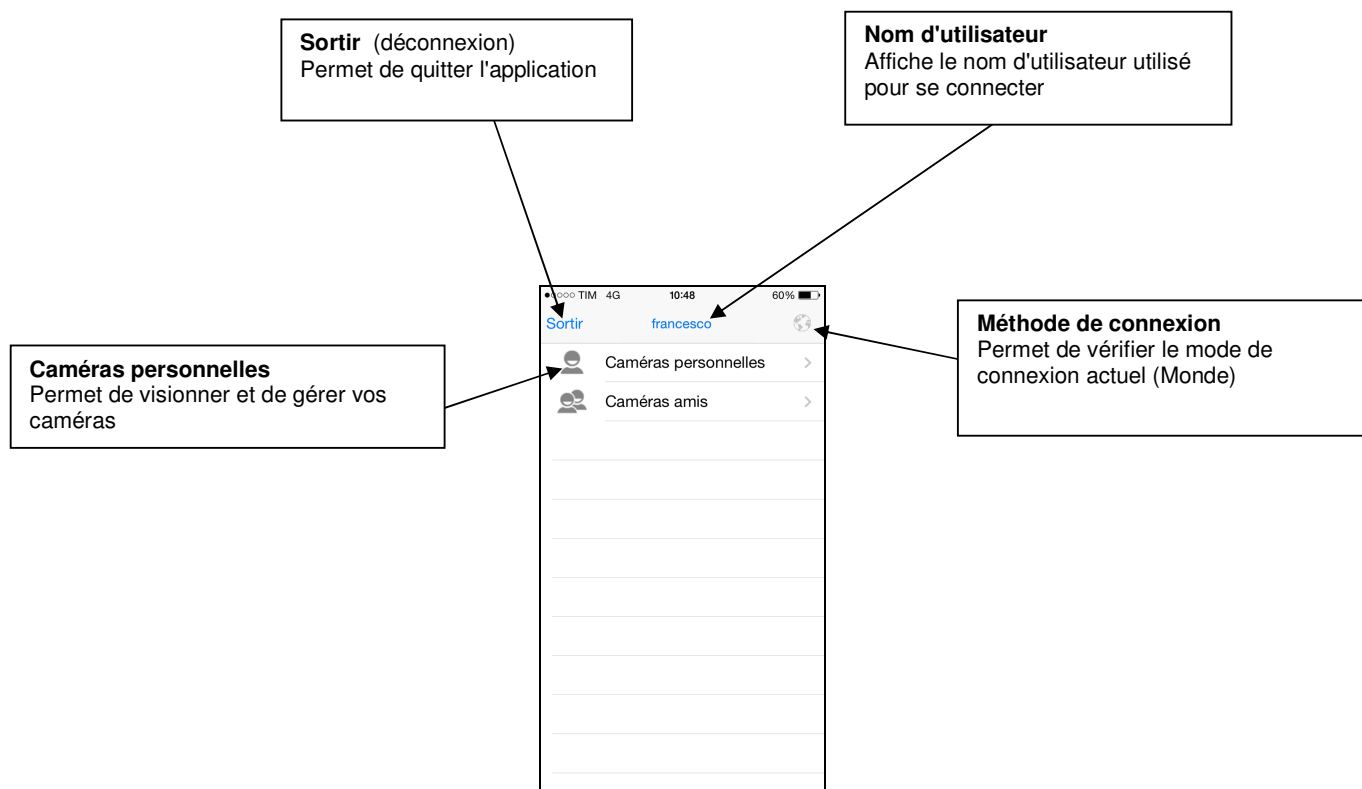 Sortir (déconnexion)
Permet de quitter l'application
Nom d'utilisateur
Affiche le nom d'utilisateur utilisé
pour se connecter
TIM 4G 10:48 60%
Sortir francesco
Caméras personnelles
Caméras amis
Méthode de connexion
Permet de vérifier le mode de
connexion actuel (Monde)
Caméras personnelles
Permet de visionner et de gérer vos
caméras